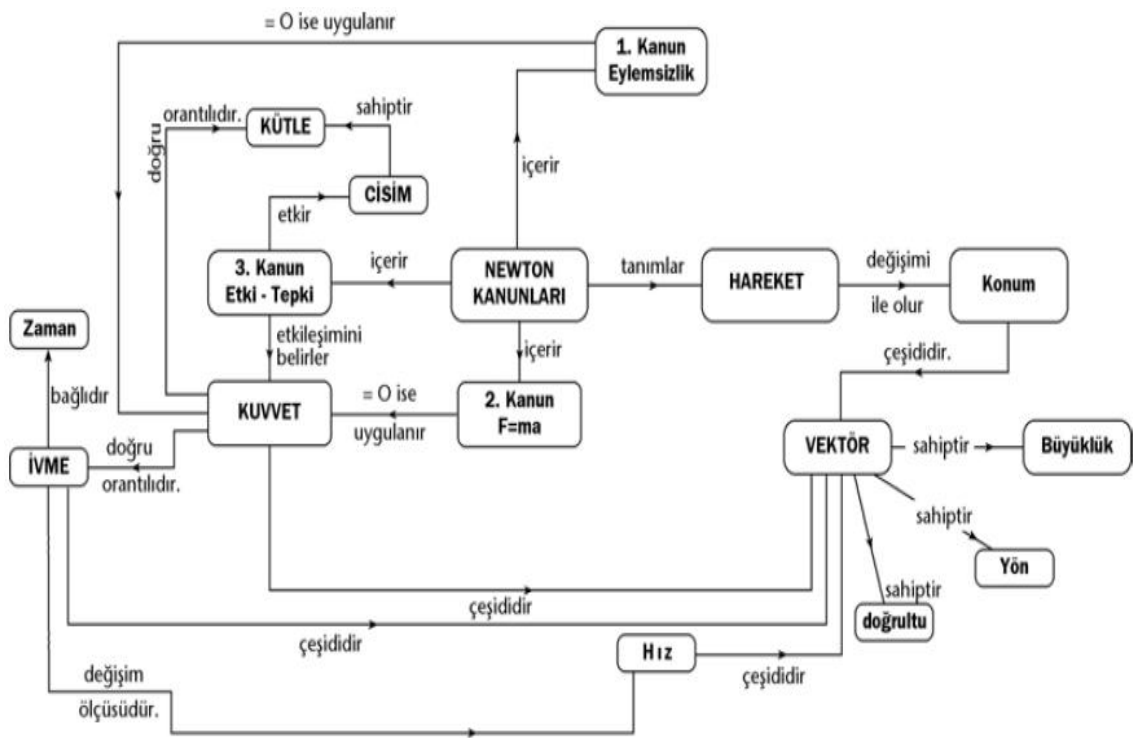 = O ise uygulanır
1. Kanun
Eylemsizlik
orantılıdır.
doğru
KÜTLE
sahiptir
içerir
CİSİM
etkir
3. Kanun
Etki - Tepki
içerir
NEWTON
KANUNLARI
tanımlar
HAREKET
değişimi
ile olur
Konum
Zaman
etkileşimini
belirler
içerir
çeşididir.
bağlıdır
KUVVET
= O ise
uygulanır
2. Kanun
F=ma
İVME
doğru
orantılıdır.
VEKTÖR
sahiptir
Büyüklük
sahiptir
Yön
sahiptir
doğrultu
çeşididir
çeşididir
Hız
çeşididir
değişim
ölçüsüdür.